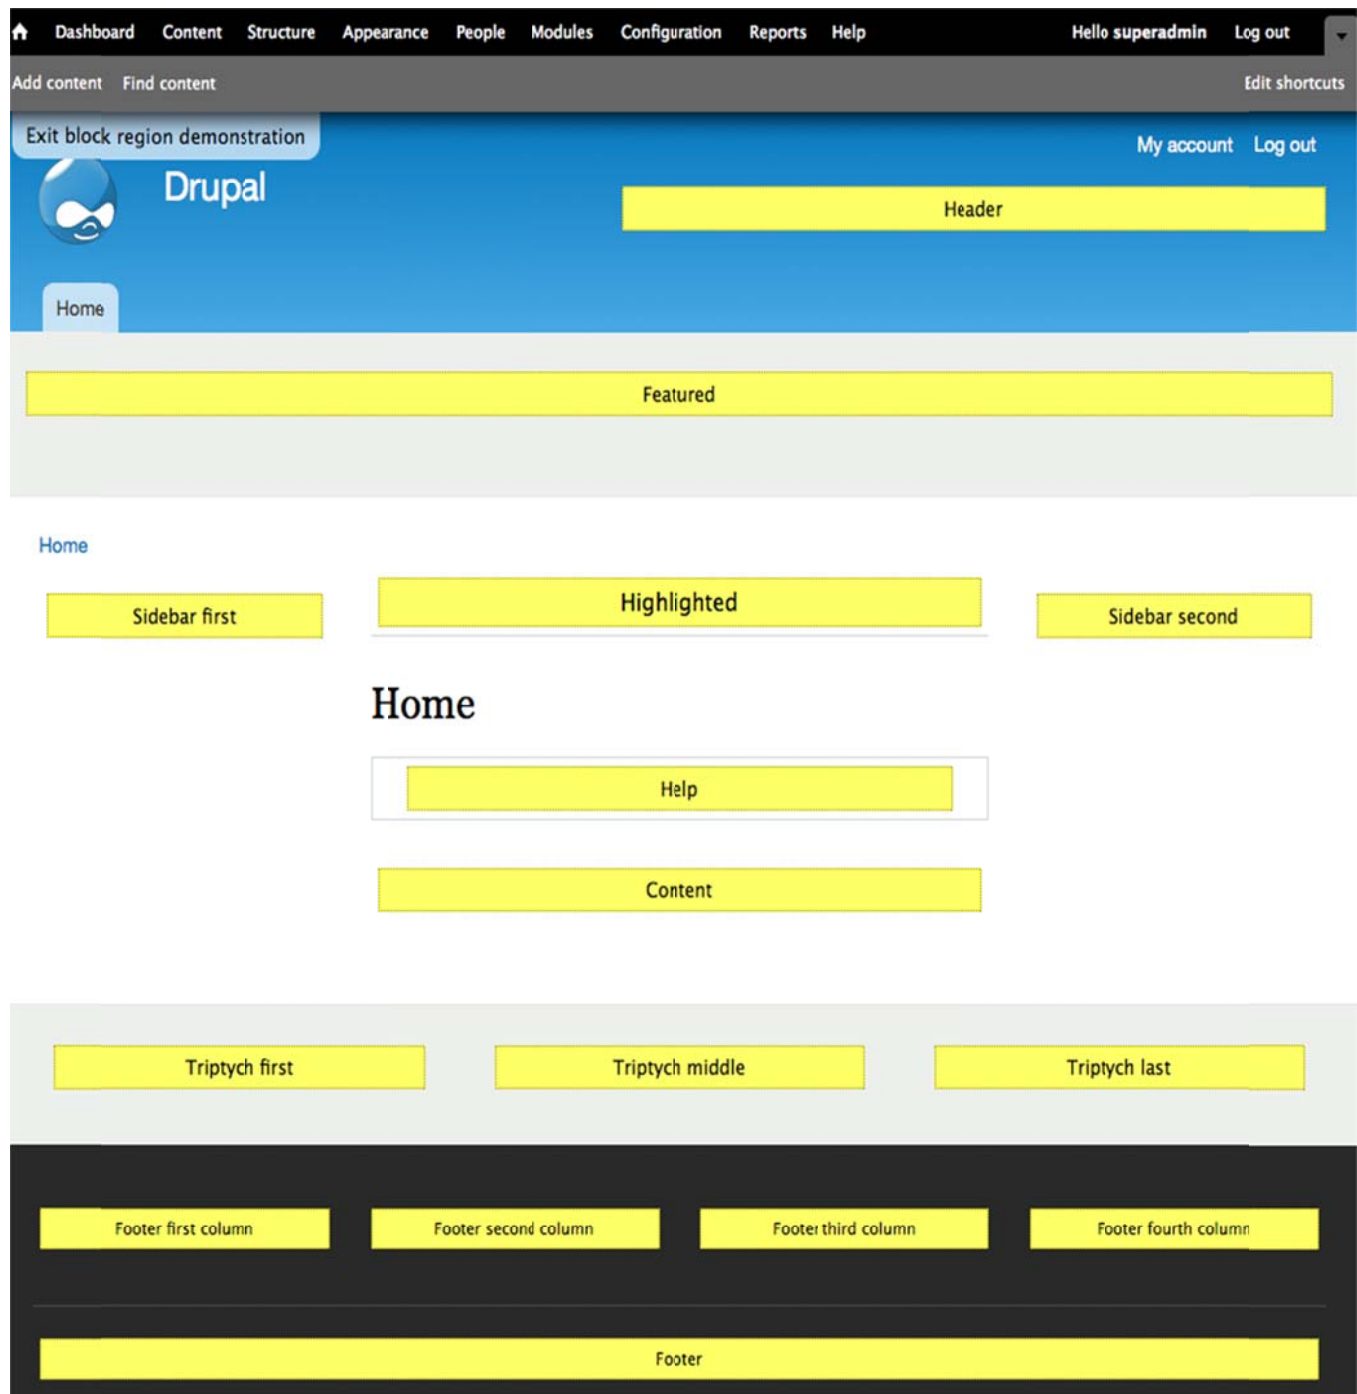 Dashboard Content Structure Appearance People Modules Configuration Reports Help Hello superadmin Log out
Add content Find content Edit shortcuts
Exit block region demonstration
My account Log out
Drupal
Header
Home
Featured
Home
Sidebar first
Highlighted
Sidebar second
Home
Help
Content
Triptych first Triptych middle Triptych last
Footer first column Footer second column Footer third column Footer fourth column
Footer